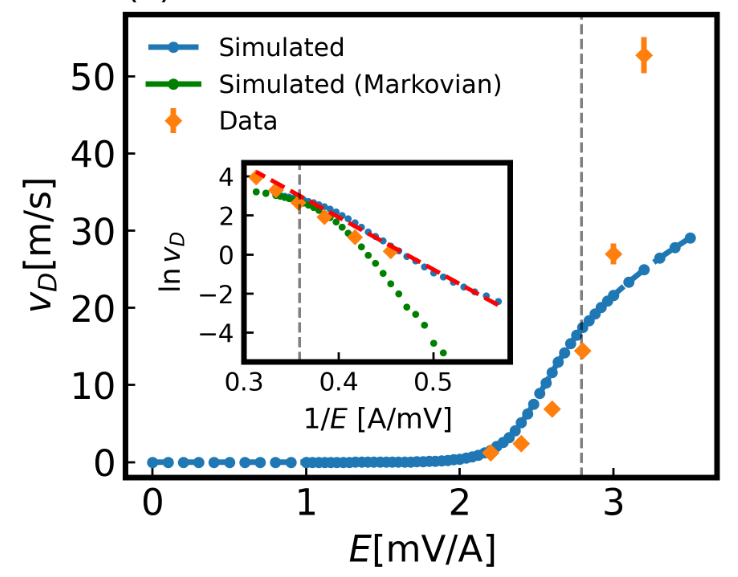 Simulated
Simulated (Markovian)
Data
50
40
30
20
10
0
v_D[m/s]
0 1 2 3
E[mV/A]
4
2
0
−2
−4
ln v_D
0.3 0.4 0.5
1/E [A/mV]